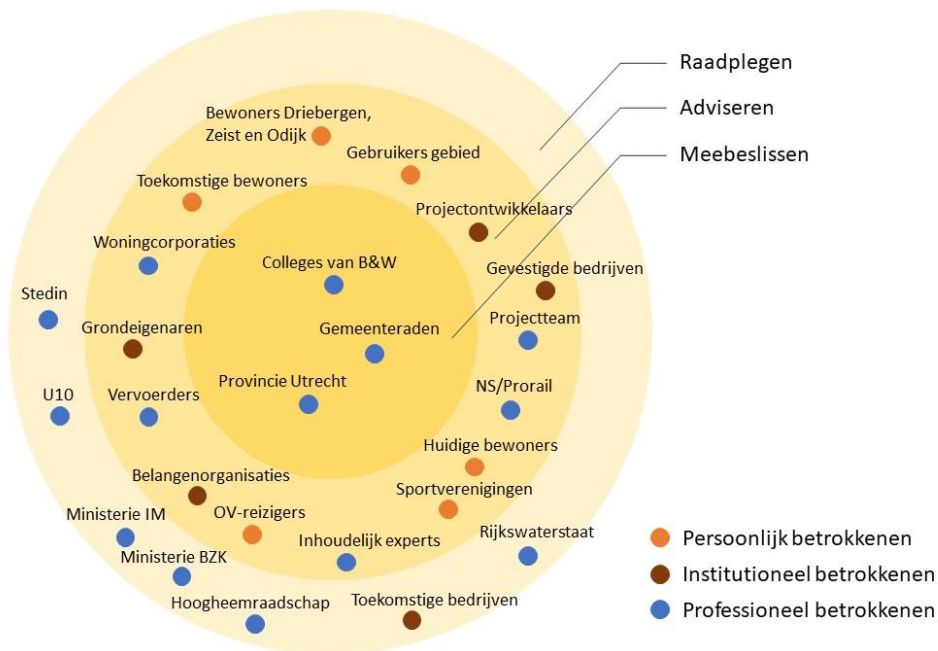 Raadplegen
Adviseren
Meebeslissen
Bewoners Driebergen,
Zeist en Odijk
Gebruikers gebied
Toekomstige bewoners
Projectontwikkelaars
Woningcorporaties
Colleges van B&W
Gevestigde bedrijven
Stedin
Grondeigenaren
Gemeenteraden
Projectteam
U10
Vervoerders
Provincie Utrecht
NS/Prorail
Huidige bewoners
Belangenorganisaties
Sportverenigingen
Ministerie IM
OV-reizigers
Inhoudelijk experts
Rijkswaterstaat
Ministerie BZK
Hoogheemraadschap
Toekomstige bedrijven
Persoonlijk betrokkenen
Institutioneel betrokkenen
Professioneel betrokkenen